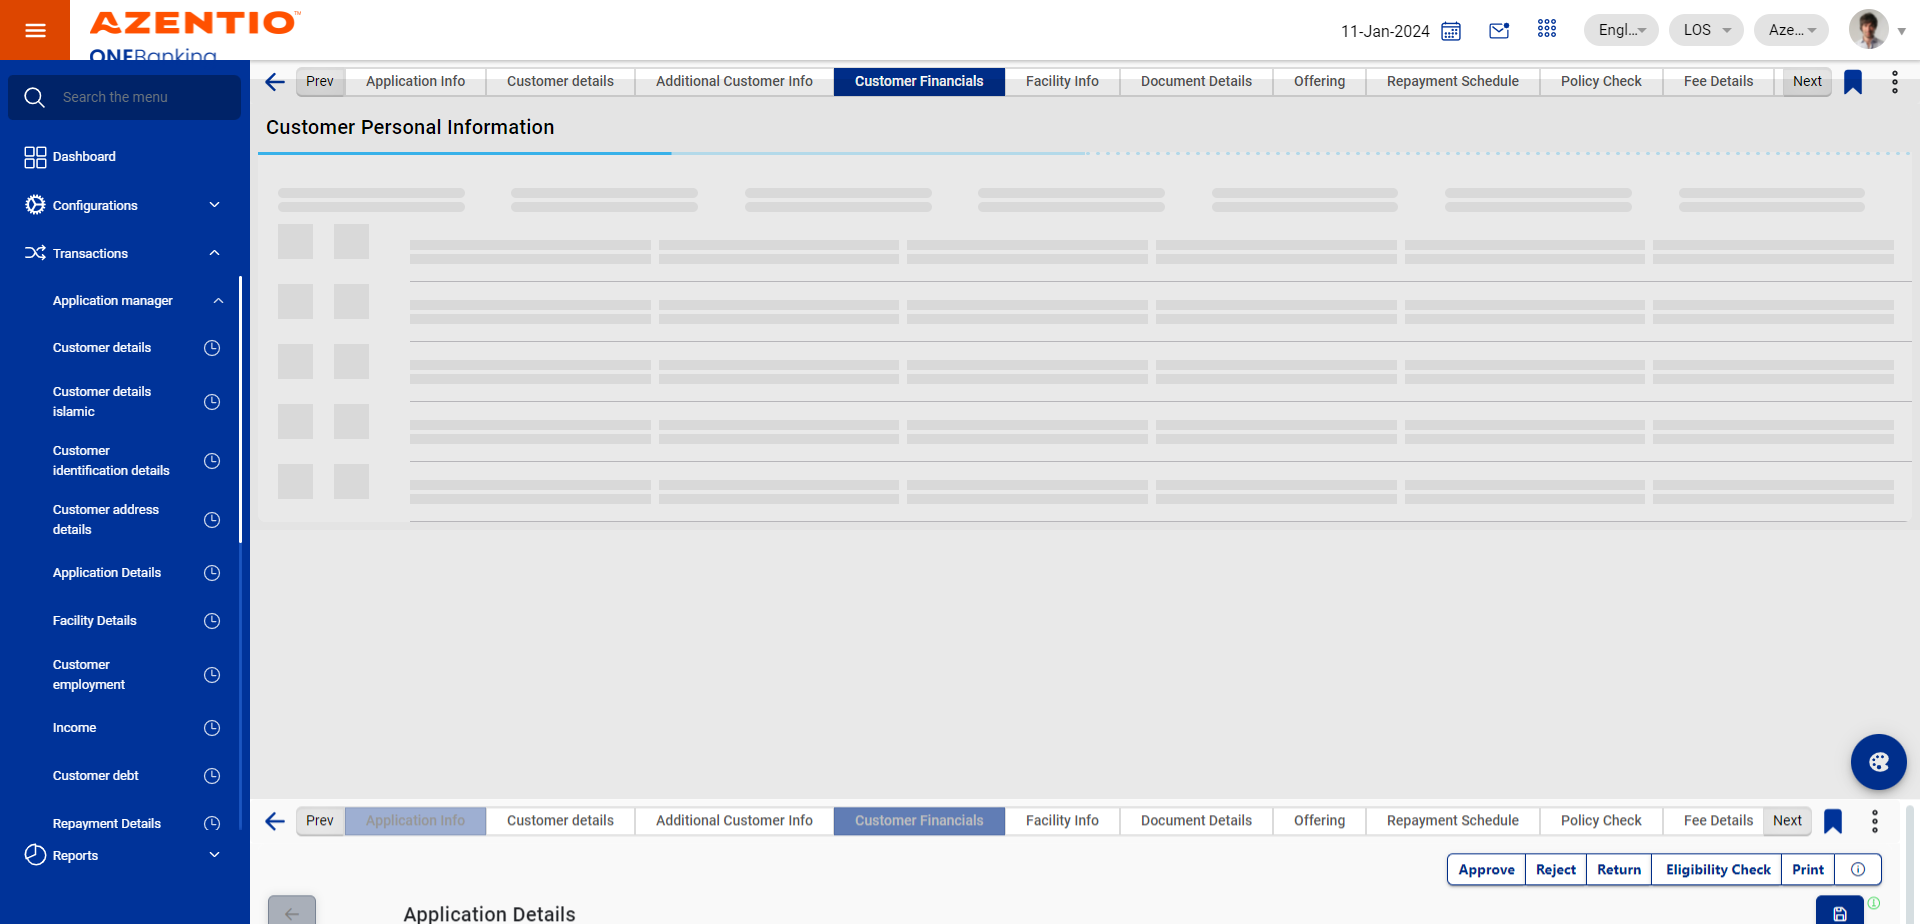 AZENTIO™
ONEBanking
11-Jan-2024
Engl...
LOS
Aze...
Search the menu
Dashboard
Configurations
Transactions
Application manager
Customer details
Customer details
islamic
Customer
identification details
Customer address
details
Application Details
Facility Details
Customer
employment
Income
Customer debt
Repayment Details
Reports
Prev
Application Info
Customer details
Additional Customer Info
Customer Financials
Facility Info
Document Details
Offering
Repayment Schedule
Policy Check
Fee Details
Next
Customer Personal Information
Prev
Application Info
Customer details
Additional Customer Info
Customer Financials
Facility Info
Document Details
Offering
Repayment Schedule
Policy Check
Fee Details
Next
Approve
Reject
Return
Eligibility Check
Print
Application Details